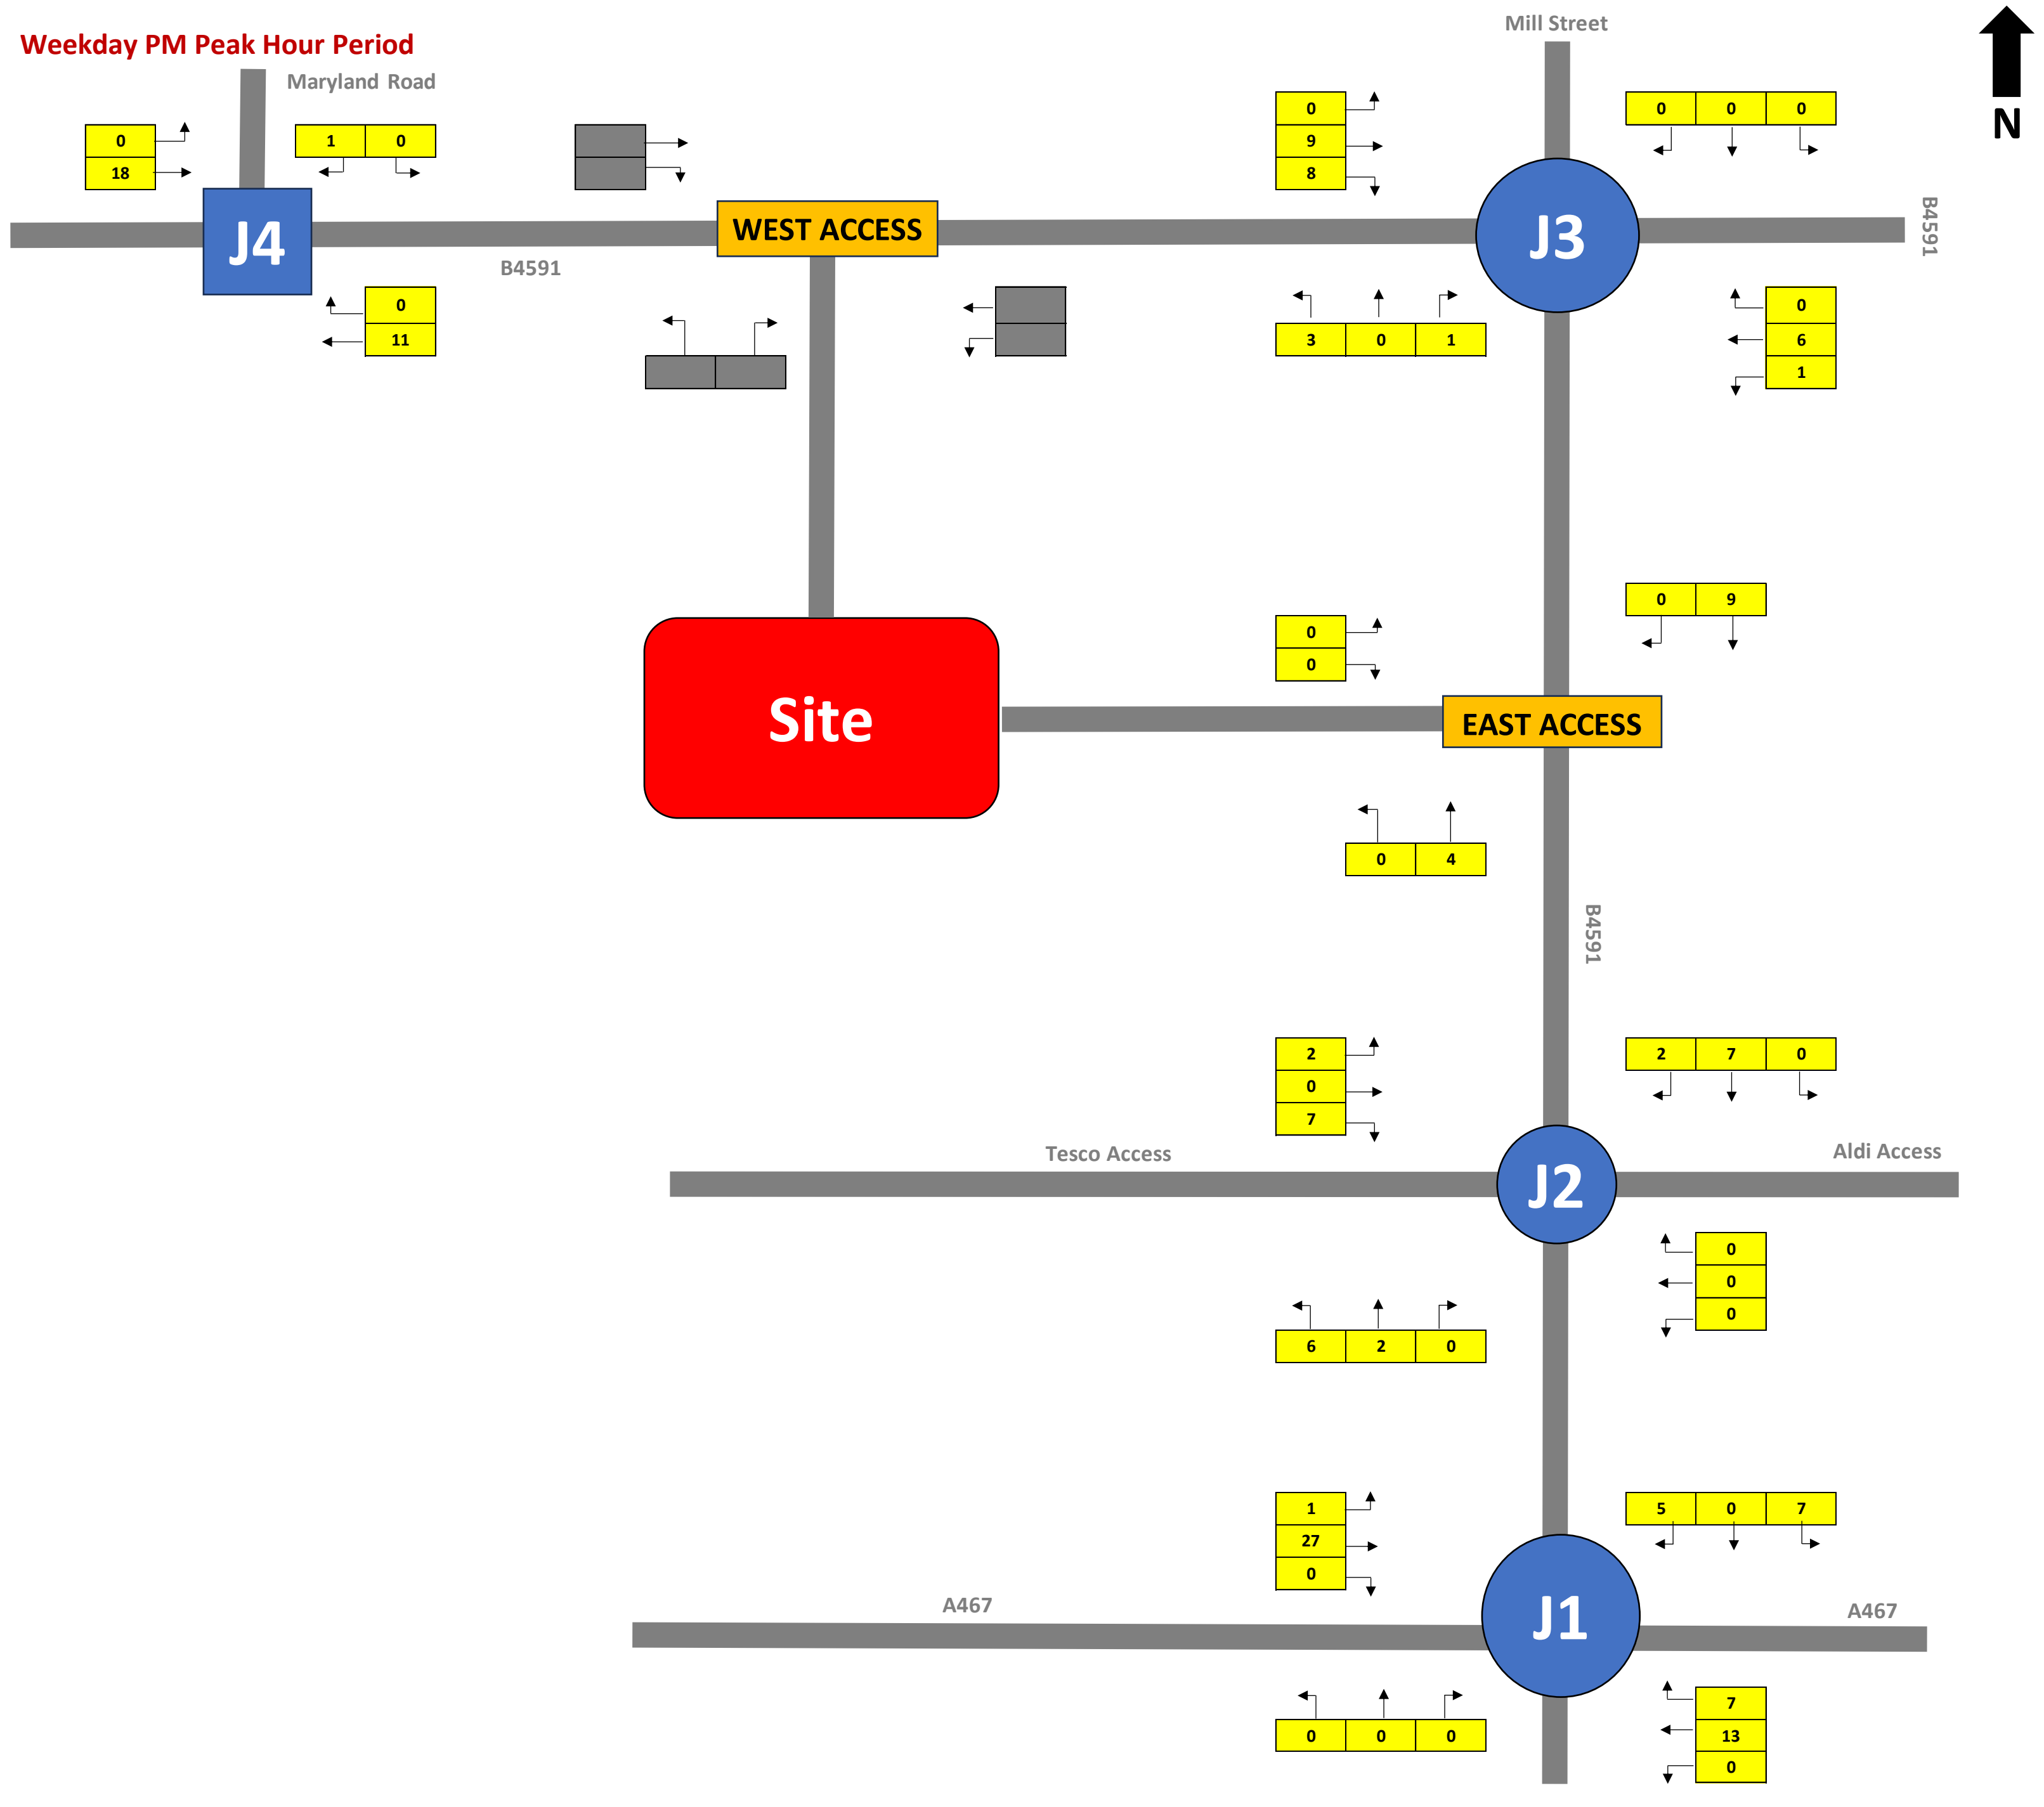 Mill Street
Weekday PM Peak Hour Period
Maryland Road
N
0
18
1 0
0
9
8
0 0 0
J4
WEST ACCESS
J3
B4591
B4591
0
11
3 0 1
0
6
1
0 9
0
0
Site
EAST ACCESS
0 4
B4591
2
0
7
2 7 0
Tesco Access
Aldi Access
J2
0
0
0
6 2 0
1
27
0
5 0 7
A467
A467
J1
7
13
0
0 0 0